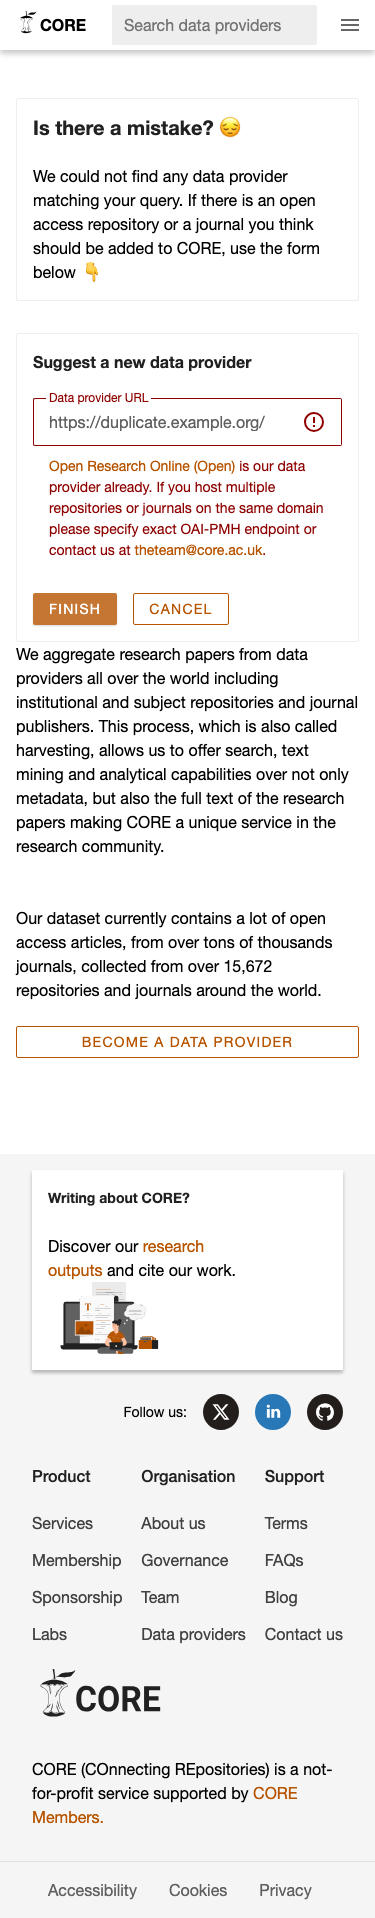 CORE
Search data providers
Is there a mistake? 😔
We could not find any data provider
matching your query. If there is an open
access repository or a journal you think
should be added to CORE, use the form
below 👇
Suggest a new data provider
Data provider URL
https://duplicate.example.org/
Open Research Online (Open) is our data
provider already. If you host multiple
repositories or journals on the same domain
please specify exact OAI-PMH endpoint or
contact us at theteam@core.ac.uk.
FINISH CANCEL
We aggregate research papers from data
providers all over the world including
institutional and subject repositories and journal
publishers. This process, which is also called
harvesting, allows us to offer search, text
mining and analytical capabilities over not only
metadata, but also the full text of the research
papers making CORE a unique service in the
research community.
Our dataset currently contains a lot of open
access articles, from over tons of thousands
journals, collected from over 15,672
repositories and journals around the world.
BECOME A DATA PROVIDER
Writing about CORE?
Discover our research
outputs and cite our work.
T
Follow us:
in
Product Organisation Support
Services About us Terms
Membership Governance FAQs
Sponsorship Team Blog
Labs Data providers Contact us
CORE
CORE (COnnecting REpositories) is a not-
for-profit service supported by CORE
Members.
Accessibility Cookies Privacy